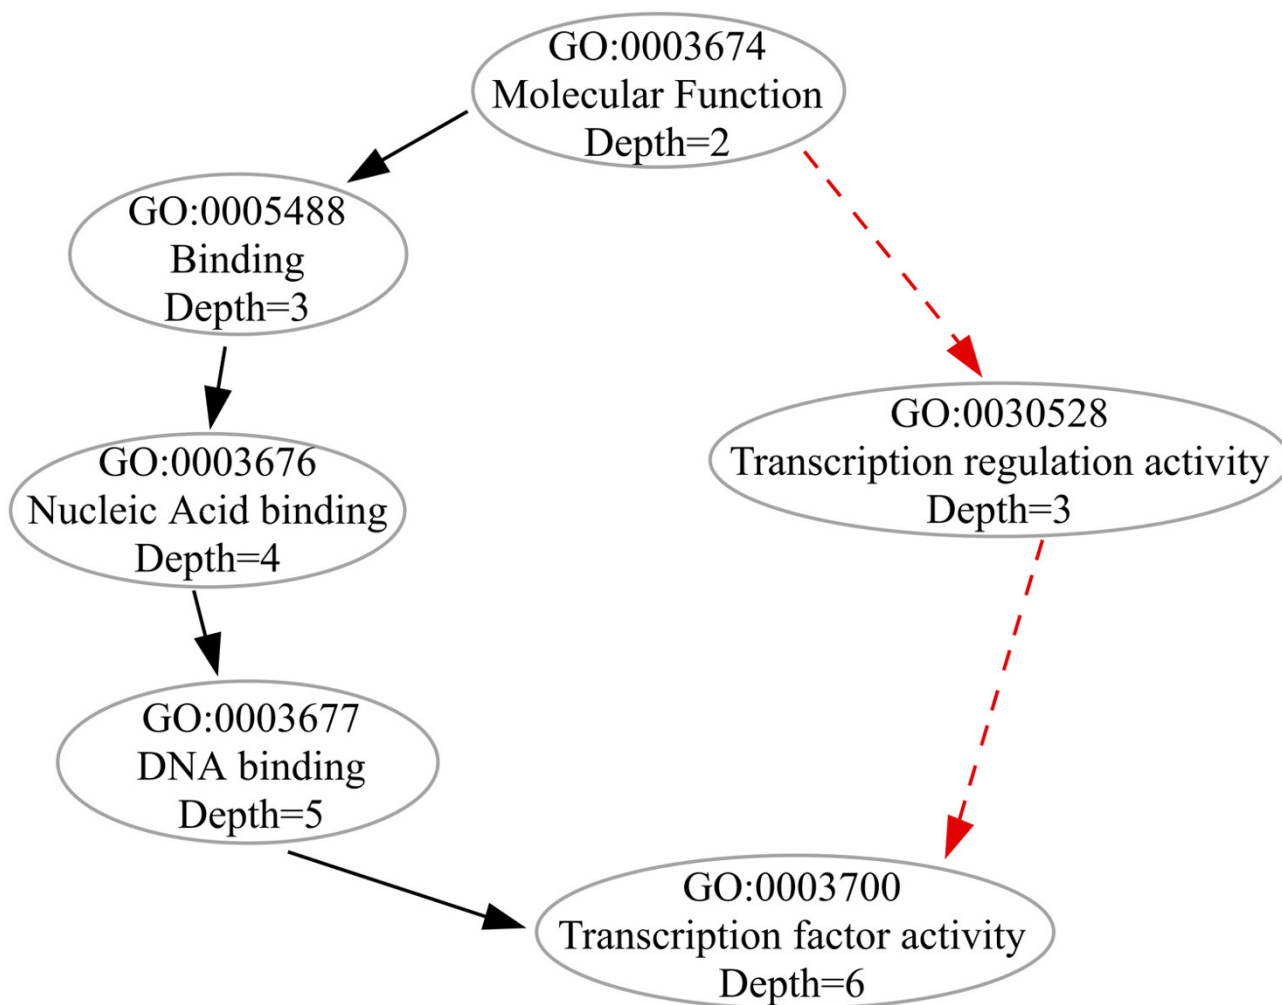 GO:0003674
Molecular Function
Depth=2
GO:0005488
Binding
Depth=3
GO:0030528
Transcription regulation activity
Depth=3
GO:0003676
Nucleic Acid binding
Depth=4
GO:0003677
DNA binding
Depth=5
GO:0003700
Transcription factor activity
Depth=6